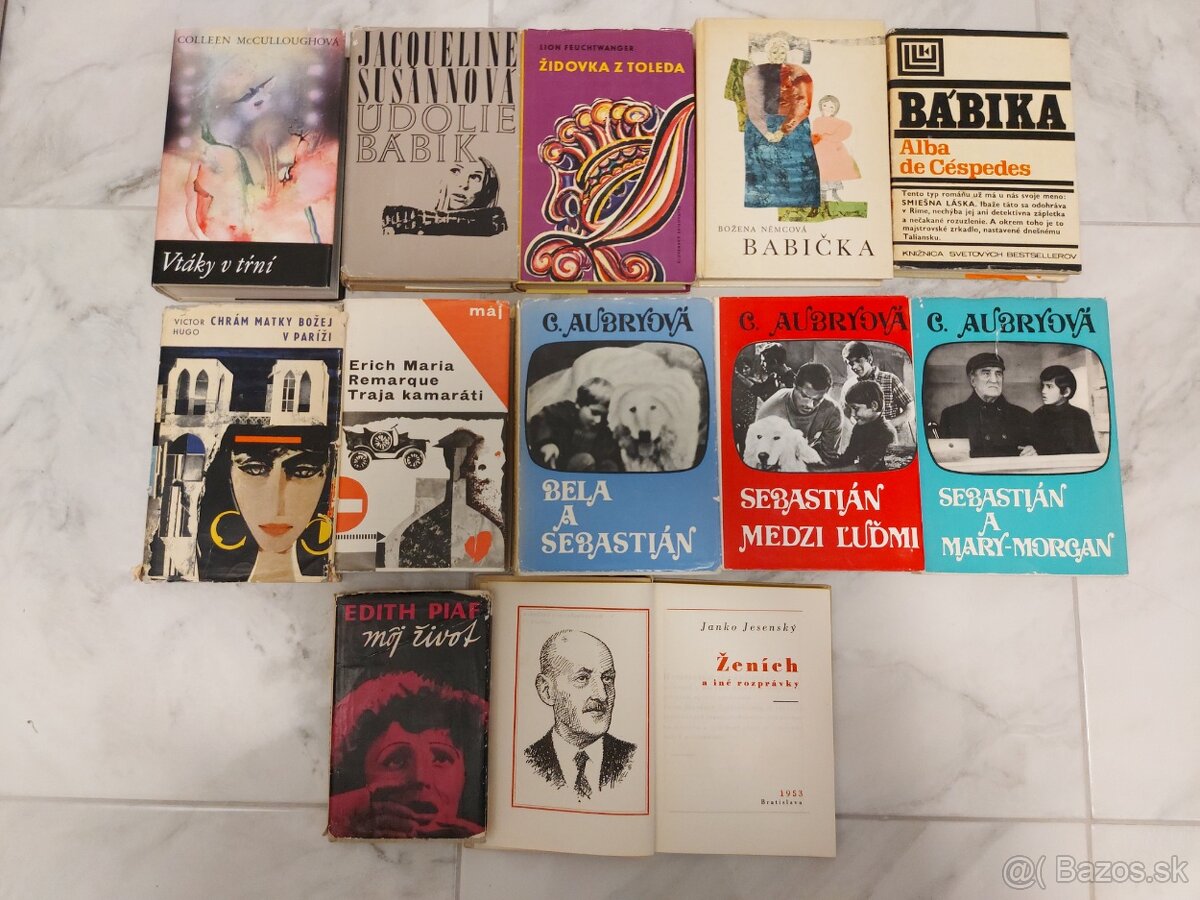 COLLEEN McCULLOUGHOVÁ
Vtáky v tŕní
JACQUELINE
SUSANNOVÁ
ÚDOLIE
BÁBIK
LION FEUCHTWANGER
ŽIDOVKA Z TOLEDA
BOŽENA NĚMCOVÁ
BABIČKA
BÁBIKA
Alba
de Céspedes
Tento typ románu už má u nás svoje meno:
SMIEŠNA LÁSKA. Ibaže táto sa odohráva
v Ríme, nechýba jej ani detektívna zápletka
a nečakané rozuzlenie. A okrem toho je to
majstrovské zrkadlo, nastavené dnešnému
Taliansku.
KNIŽNICA SVETOVÝCH BESTSELLEROV
VICTOR
HUGO
CHRÁM MATKY BOŽEJ
V PARÍŽI
máj
Erich Maria
Remarque
Traja kamaráti
C. AUBRYOVÁ
BELA
A
SEBASTIÁN
C. AUBRYOVÁ
SEBASTIÁN
MEDZI ĽUĎMI
C. AUBRYOVÁ
SEBASTIÁN
A
MARY-MORGAN
EDITH PIAF
môj život
Janko Jesenský
Ženích
a iné rozprávky
1953
Bratislava
@( Bazos.sk